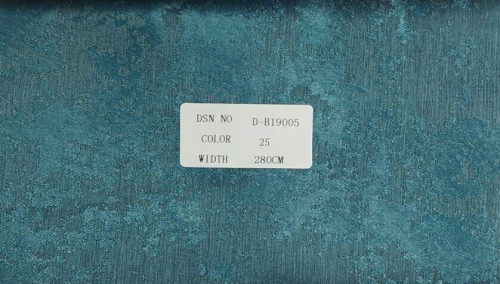 DSN NO D-B19005
COLOR 25
WIDTH 280CM